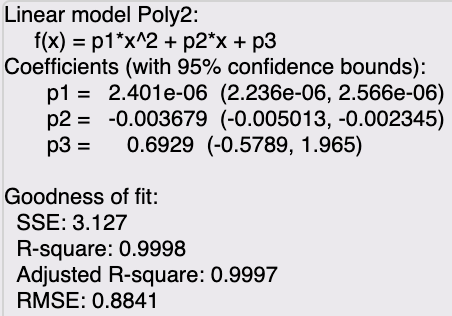 Linear model Poly2:
f(x) = p1*x^2 + p2*x + p3
Coefficients (with 95% confidence bounds):
p1 = 2.401e-06 (2.236e-06, 2.566e-06)
p2 = -0.003679 (-0.005013, -0.002345)
p3 = 0.6929 (-0.5789, 1.965)
Goodness of fit:
SSE: 3.127
R-square: 0.9998
Adjusted R-square: 0.9997
RMSE: 0.8841